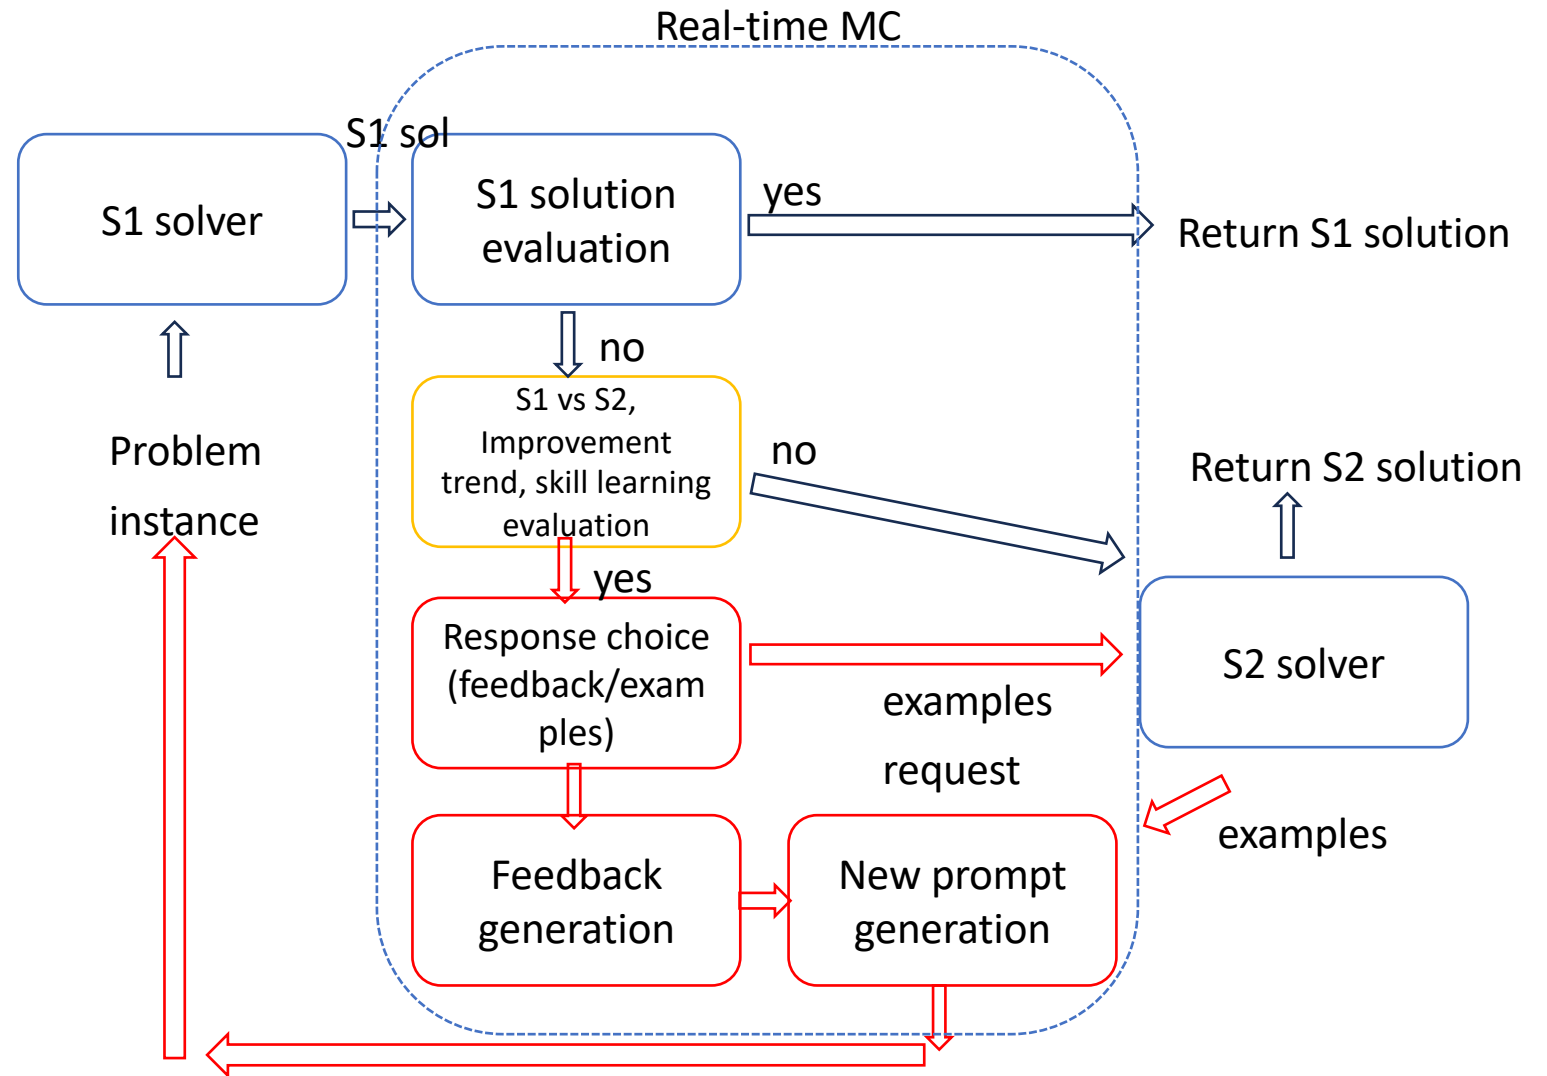 Real-time MC
S1 sol
S1 solver
S1 solution
evaluation
yes
Return S1 solution
no
Problem
instance
S1 vs S2,
Improvement
trend, skill learning
evaluation
no
Return S2 solution
yes
Response choice
(feedback/exam
ples)
examples
request
S2 solver
examples
Feedback
generation
New prompt
generation